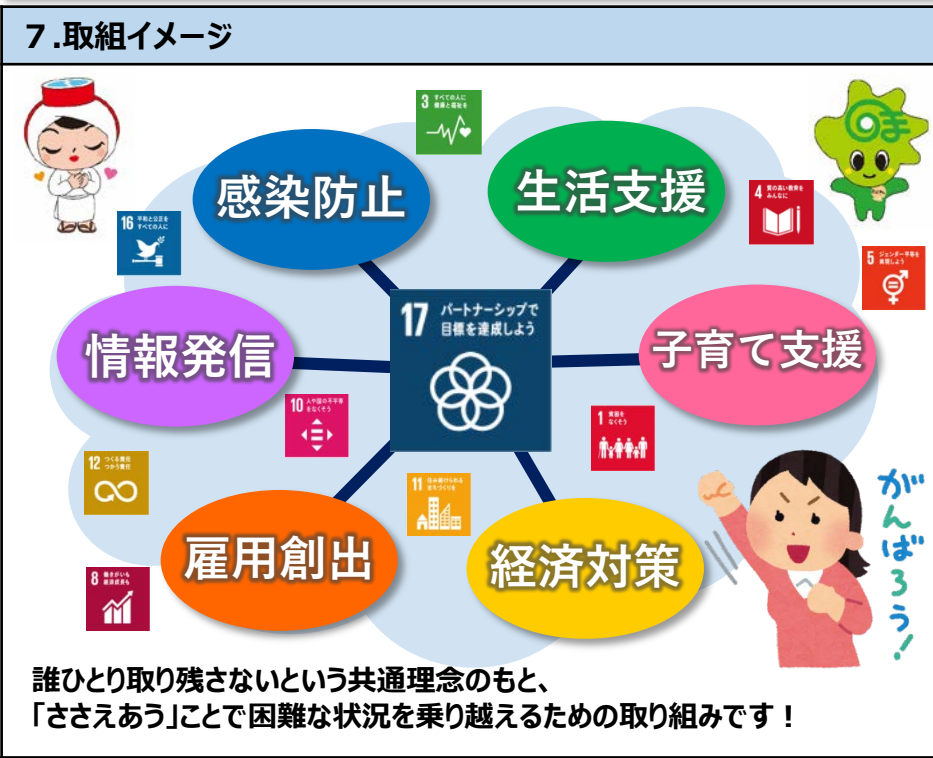 7.取組イメージ
3 すべての人に
健康と福祉を
感染防止
生活支援
のま
4 質の高い教育を
みんなに
16 平和と公正を
すべての人に
5 ジェンダー平等を
実現しよう
17 パートナーシップで
目標を達成しよう
情報発信
子育て支援
10 人や国の不平等
をなくそう
1 貧困を
なくそう
12 つくる責任
つかう責任
11 住み続けられる
まちづくりを
がんばろう!
雇用創出
経済対策
8 働きがいも
経済成長も
誰ひとり取り残さないという共通理念のもと、
「ささえあう」ことで困難な状況を乗り越えるための取り組みです!